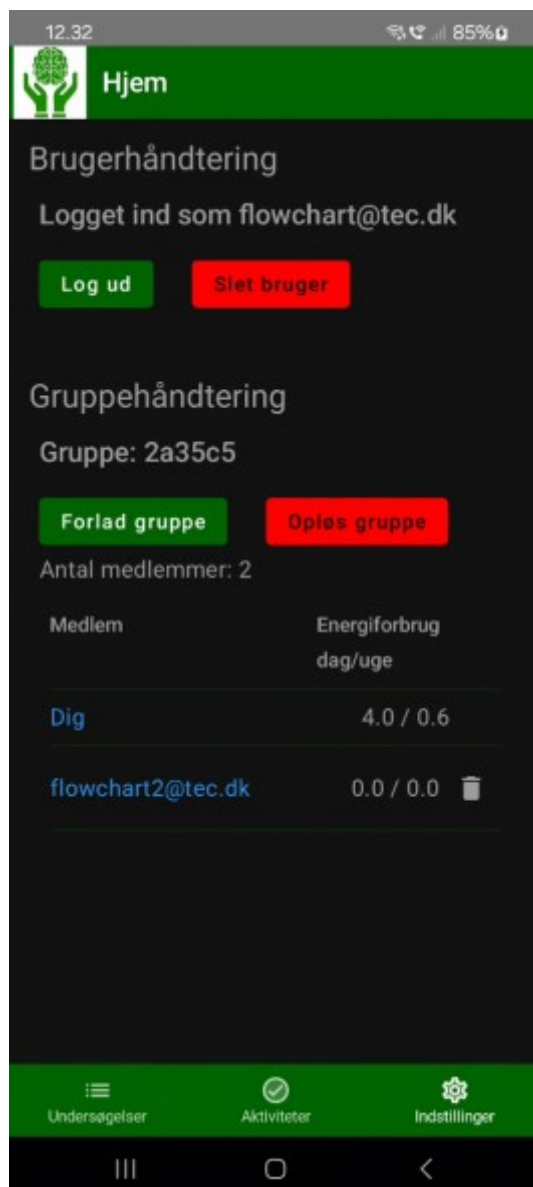 12.32
85%
Hjem
Brugerhåndtering
Logget ind som flowchart@tec.dk
Log ud Slet bruger
Gruppehåndtering
Gruppe: 2a35c5
Forlad gruppe Opløs gruppe
Antal medlemmer: 2
Medlem Energiforbrug
dag/uge
Dig 4.0 / 0.6
flowchart2@tec.dk 0.0 / 0.0
Undersøgelser Aktiviteter Indstillinger